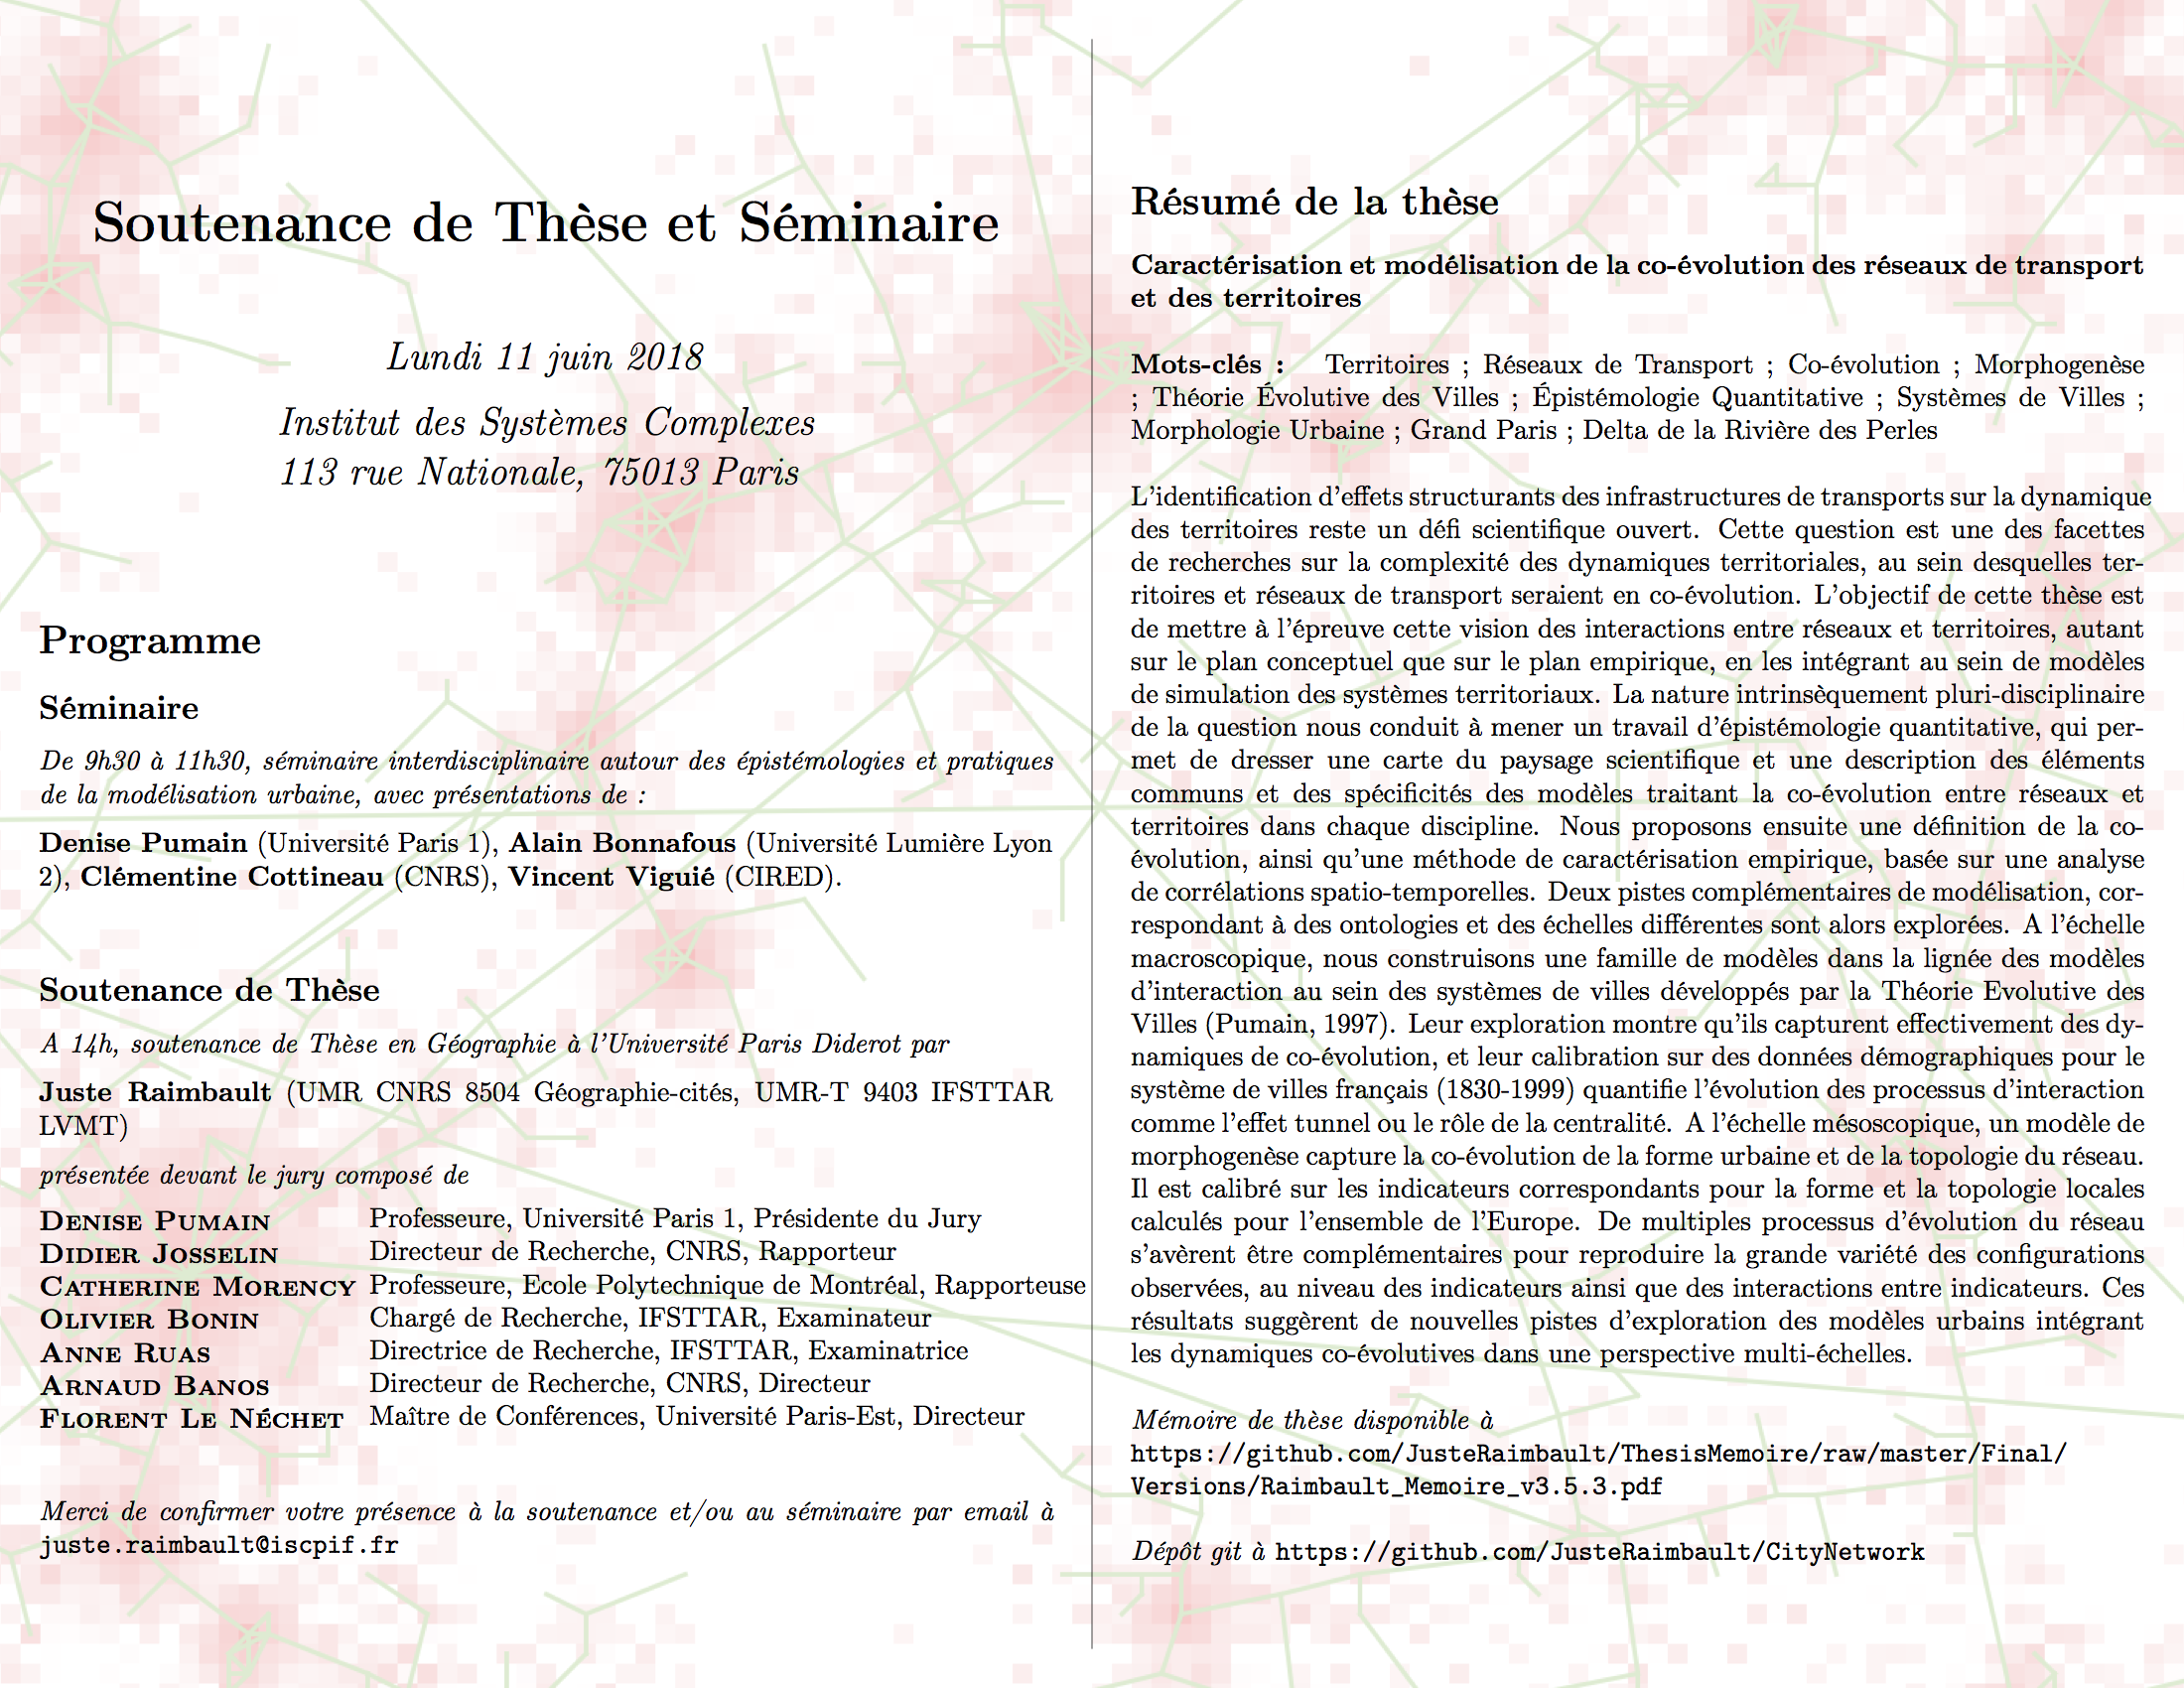 Soutenance de Thèse et Séminaire
Lundi 11 juin 2018
Institut des Systèmes Complexes
113 rue Nationale, 75013 Paris
Programme
Séminaire
De 9h30 à 11h30, séminaire interdisciplinaire autour des épistémologies et pratiques
de la modélisation urbaine, avec présentations de :
Denise Pumain (Université Paris 1), Alain Bonnafous (Université Lumière Lyon
2), Clémentine Cottineau (CNRS), Vincent Viguié (CIRED).
Soutenance de Thèse
A 14h, soutenance de Thèse en Géographie à l'Université Paris Diderot par
Juste Raimbault (UMR CNRS 8504 Géographie-cités, UMR-T 9403 IFSTTAR
LVMT)
présentée devant le jury composé de
Denise Pumain Professeure, Université Paris 1, Présidente du Jury
Didier Josselin Directeur de Recherche, CNRS, Rapporteur
Catherine Morency Professeure, Ecole Polytechnique de Montréal, Rapporteuse
Olivier Bonin Chargé de Recherche, IFSTTAR, Examinateur
Anne Ruas Directrice de Recherche, IFSTTAR, Examinatrice
Arnaud Banos Directeur de Recherche, CNRS, Directeur
Florent Le Néchet Maître de Conférences, Université Paris-Est, Directeur
Merci de confirmer votre présence à la soutenance et/ou au séminaire par email à
juste.raimbault@iscpif.fr
Résumé de la thèse
Caractérisation et modélisation de la co-évolution des réseaux de transport
et des territoires
Mots-clés : Territoires ; Réseaux de Transport ; Co-évolution ; Morphogenèse
; Théorie Évolutive des Villes ; Épistémologie Quantitative ; Systèmes de Villes ;
Morphologie Urbaine ; Grand Paris ; Delta de la Rivière des Perles
L'identification d'effets structurants des infrastructures de transports sur la dynamique
des territoires reste un défi scientifique ouvert. Cette question est une des facettes
de recherches sur la complexité des dynamiques territoriales, au sein desquelles ter-
ritoires et réseaux de transport seraient en co-évolution. L'objectif de cette thèse est
de mettre à l'épreuve cette vision des interactions entre réseaux et territoires, autant
sur le plan conceptuel que sur le plan empirique, en les intégrant au sein de modèles
de simulation des systèmes territoriaux. La nature intrinsèquement pluri-disciplinaire
de la question nous conduit à mener un travail d'épistémologie quantitative, qui per-
met de dresser une carte du paysage scientifique et une description des éléments
communs et des spécificités des modèles traitant la co-évolution entre réseaux et
territoires dans chaque discipline. Nous proposons ensuite une définition de la co-
évolution, ainsi qu'une méthode de caractérisation empirique, basée sur une analyse
de corrélations spatio-temporelles. Deux pistes complémentaires de modélisation, cor-
respondant à des ontologies et des échelles différentes sont alors explorées. A l'échelle
macroscopique, nous construisons une famille de modèles dans la lignée des modèles
d'interaction au sein des systèmes de villes développés par la Théorie Evolutive des
Villes (Pumain, 1997). Leur exploration montre qu'ils capturent effectivement des dy-
namiques de co-évolution, et leur calibration sur des données démographiques pour le
système de villes français (1830-1999) quantifie l'évolution des processus d'interaction
comme l'effet tunnel ou le rôle de la centralité. A l'échelle mésoscopique, un modèle de
morphogenèse capture la co-évolution de la forme urbaine et de la topologie du réseau.
Il est calibré sur les indicateurs correspondants pour la forme et la topologie locales
calculés pour l'ensemble de l'Europe. De multiples processus d'évolution du réseau
s'avèrent être complémentaires pour reproduire la grande variété des configurations
observées, au niveau des indicateurs ainsi que des interactions entre indicateurs. Ces
résultats suggèrent de nouvelles pistes d'exploration des modèles urbains intégrant
les dynamiques co-évolutives dans une perspective multi-échelles.
Mémoire de thèse disponible à
https://github.com/JusteRaimbault/ThesisMemoire/raw/master/Final/
Versions/Raimbault_Memoire_v3.5.3.pdf
Dépôt git à https://github.com/JusteRaimbault/CityNetwork